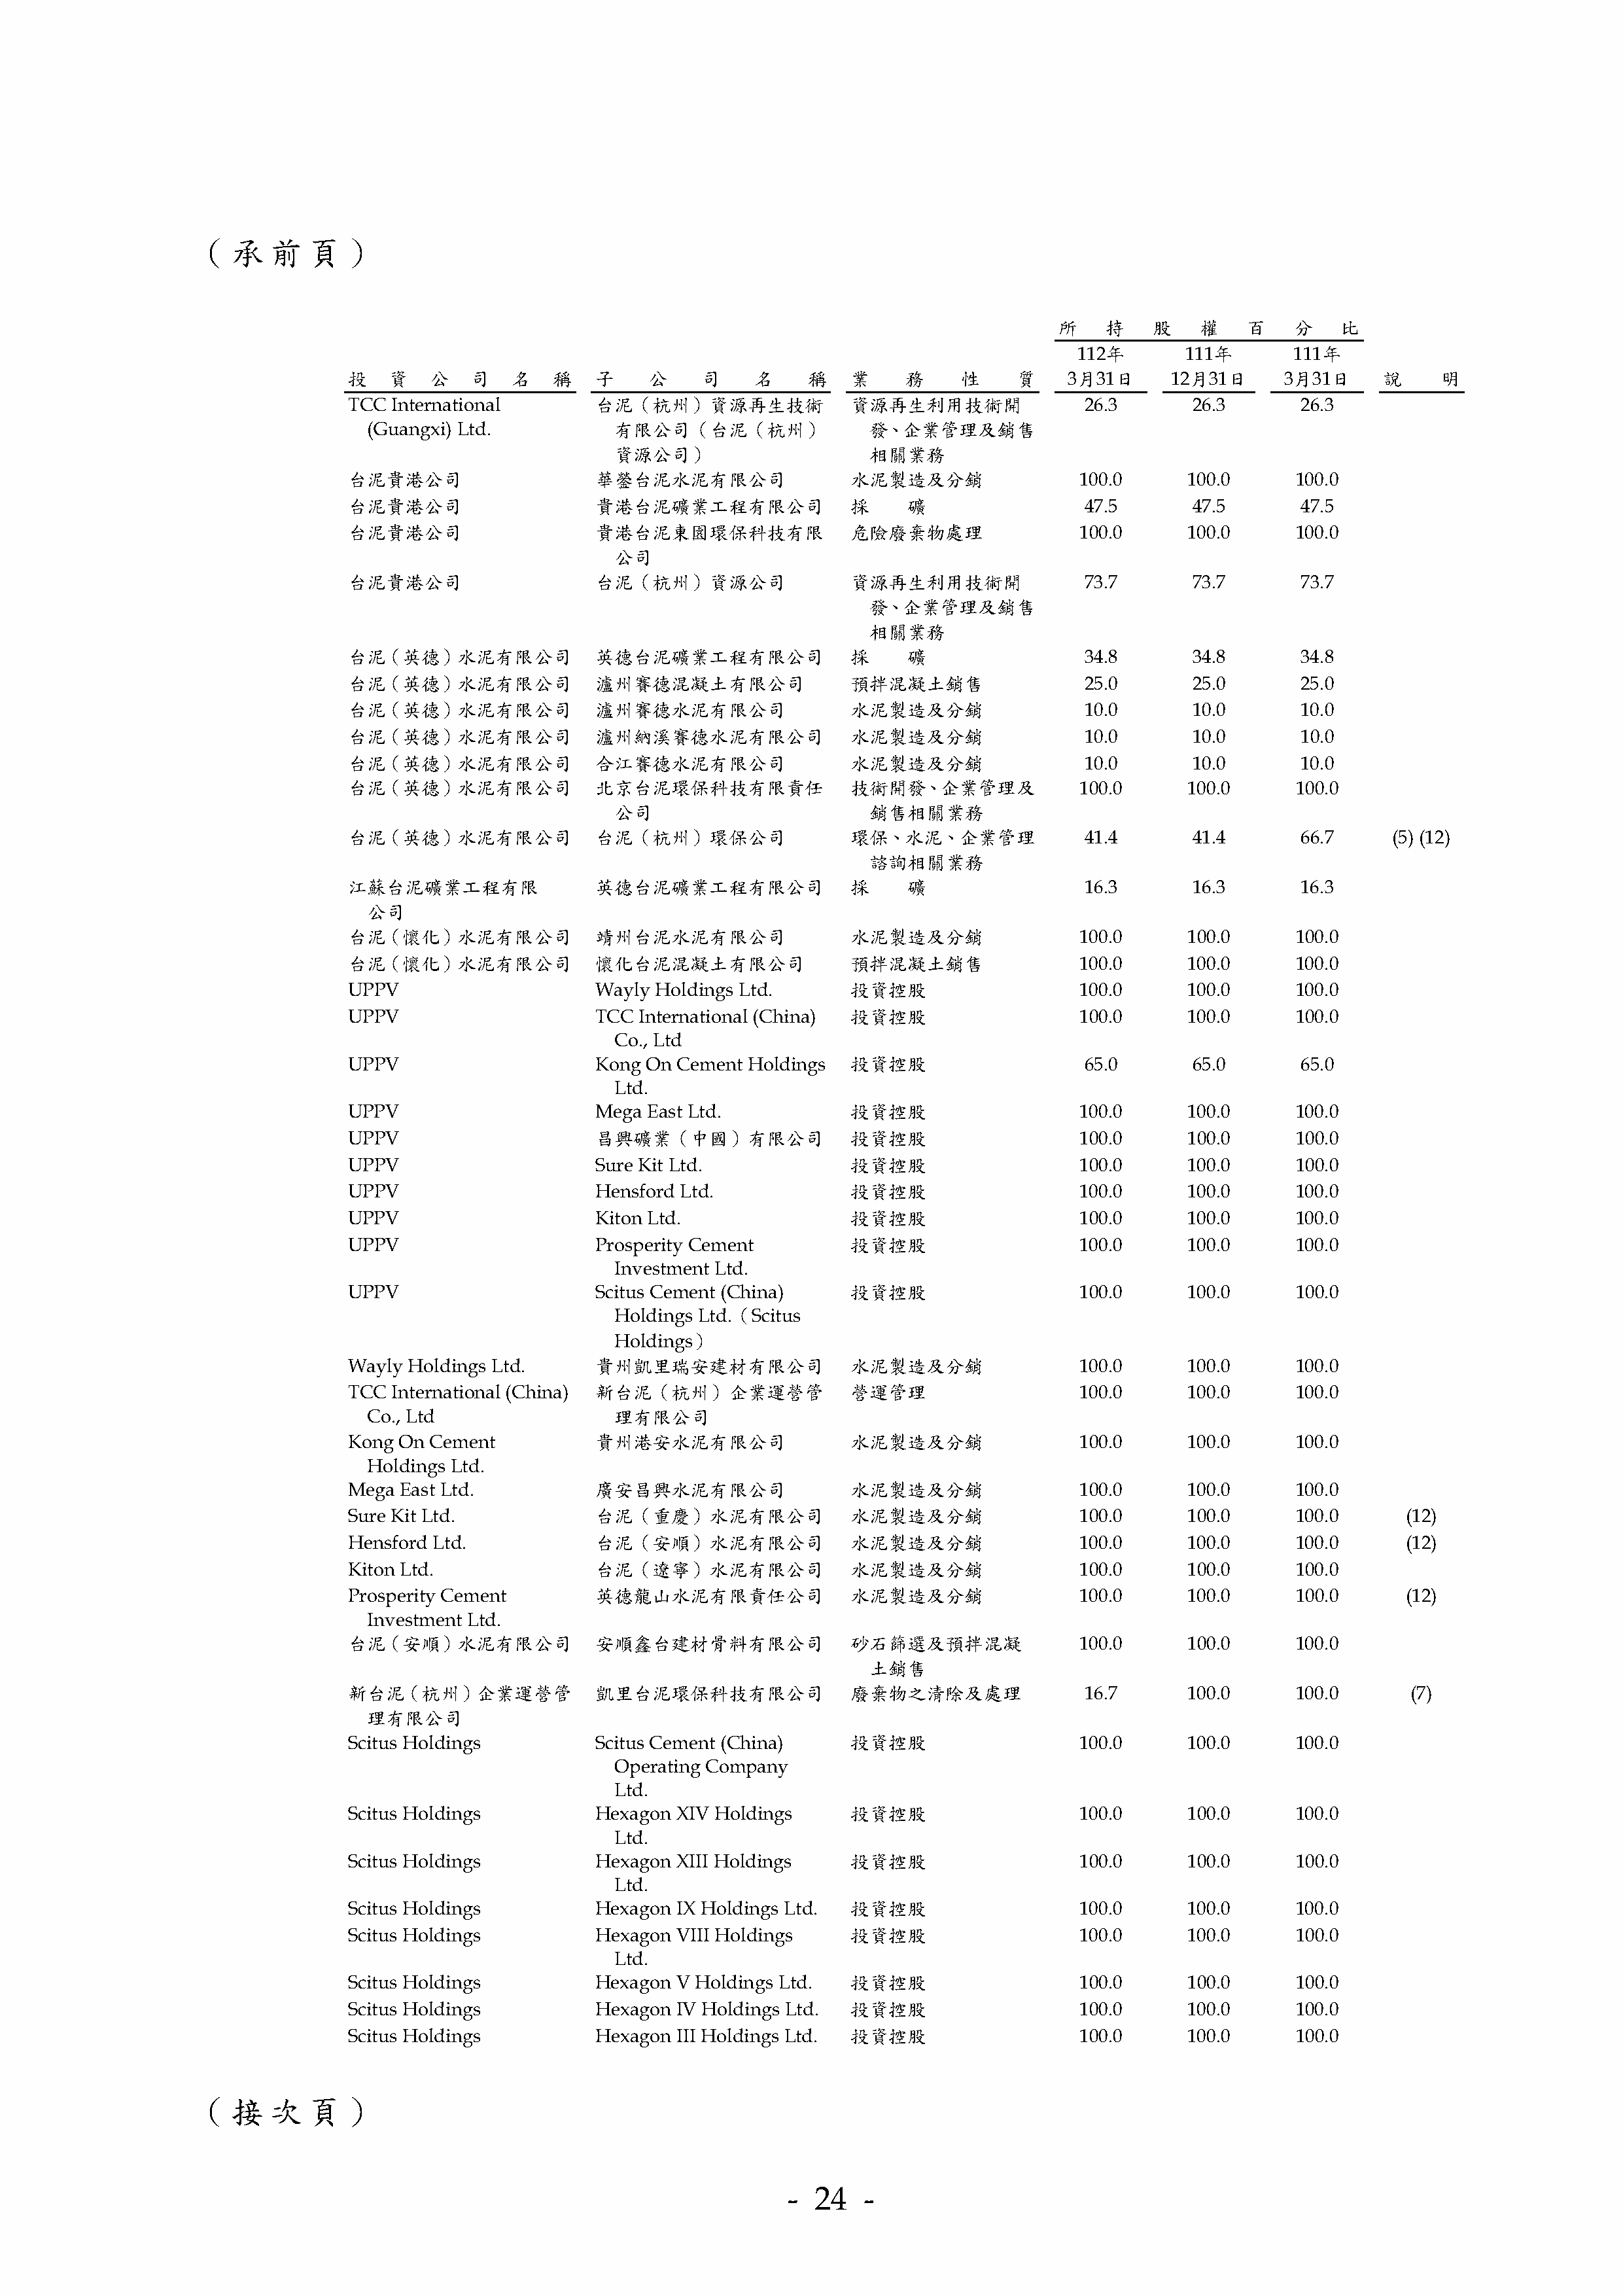 （承前頁）
所持股權百分比
112年 111年 111年
投資公司名稱 子公司名稱 業務性質 3月31日 12月31日 3月31日 說明
TCC International 台泥（杭州）資源再生技術 資源再生利用技術開 26.3 26.3 26.3
(Guangxi) Ltd. 有限公司（台泥（杭州） 發、企業管理及銷售
資源公司） 相關業務
台泥貴港公司 華鎣台泥水泥有限公司 水泥製造及分銷 100.0 100.0 100.0
台泥貴港公司 貴港台泥礦業工程有限公司 採礦 47.5 47.5 47.5
台泥貴港公司 貴港台泥東園環保科技有限 危險廢棄物處理 100.0 100.0 100.0
公司
台泥貴港公司 台泥（杭州）資源公司 資源再生利用技術開 73.7 73.7 73.7
發、企業管理及銷售
相關業務
台泥（英德）水泥有限公司 英德台泥礦業工程有限公司 採礦 34.8 34.8 34.8
台泥（英德）水泥有限公司 瀘州賽德混凝土有限公司 預拌混凝土銷售 25.0 25.0 25.0
台泥（英德）水泥有限公司 瀘州賽德水泥有限公司 水泥製造及分銷 10.0 10.0 10.0
台泥（英德）水泥有限公司 瀘州納溪賽德水泥有限公司 水泥製造及分銷 10.0 10.0 10.0
台泥（英德）水泥有限公司 合江賽德水泥有限公司 水泥製造及分銷 10.0 10.0 10.0
台泥（英德）水泥有限公司 北京台泥環保科技有限責任 技術開發、企業管理及 100.0 100.0 100.0
公司 銷售相關業務
台泥（英德）水泥有限公司 台泥（杭州）環保公司 環保、水泥、企業管理 41.4 41.4 66.7 (5) (12)
諮詢相關業務
江蘇台泥礦業工程有限 英德台泥礦業工程有限公司 採礦 16.3 16.3 16.3
公司
台泥（懷化）水泥有限公司 靖州台泥水泥有限公司 水泥製造及分銷 100.0 100.0 100.0
台泥（懷化）水泥有限公司 懷化台泥混凝土有限公司 預拌混凝土銷售 100.0 100.0 100.0
UPPV Wayly Holdings Ltd. 投資控股 100.0 100.0 100.0
UPPV TCC International (China) 投資控股 100.0 100.0 100.0
Co., Ltd
UPPV Kong On Cement Holdings 投資控股 65.0 65.0 65.0
Ltd.
UPPV Mega East Ltd. 投資控股 100.0 100.0 100.0
UPPV 昌興礦業（中國）有限公司 投資控股 100.0 100.0 100.0
UPPV Sure Kit Ltd. 投資控股 100.0 100.0 100.0
UPPV Hensford Ltd. 投資控股 100.0 100.0 100.0
UPPV Kiton Ltd. 投資控股 100.0 100.0 100.0
UPPV Prosperity Cement 投資控股 100.0 100.0 100.0
Investment Ltd.
UPPV Scitus Cement (China) 投資控股 100.0 100.0 100.0
Holdings Ltd.（Scitus
Holdings）
Wayly Holdings Ltd. 貴州凱里瑞安建材有限公司 水泥製造及分銷 100.0 100.0 100.0
TCC International (China) 新台泥（杭州）企業運營管 營運管理 100.0 100.0 100.0
Co., Ltd 理有限公司
Kong On Cement 貴州港安水泥有限公司 水泥製造及分銷 100.0 100.0 100.0
Holdings Ltd.
Mega East Ltd. 廣安昌興水泥有限公司 水泥製造及分銷 100.0 100.0 100.0
Sure Kit Ltd. 台泥（重慶）水泥有限公司 水泥製造及分銷 100.0 100.0 100.0 (12)
Hensford Ltd. 台泥（安順）水泥有限公司 水泥製造及分銷 100.0 100.0 100.0 (12)
Kiton Ltd. 台泥（遼寧）水泥有限公司 水泥製造及分銷 100.0 100.0 100.0
Prosperity Cement 英德龍山水泥有限責任公司 水泥製造及分銷 100.0 100.0 100.0 (12)
Investment Ltd.
台泥（安順）水泥有限公司 安順鑫台建材骨料有限公司 砂石篩選及預拌混凝 100.0 100.0 100.0
土銷售
新台泥（杭州）企業運營管 凱里台泥環保科技有限公司 廢棄物之清除及處理 16.7 100.0 100.0 (7)
理有限公司
Scitus Holdings Scitus Cement (China) 投資控股 100.0 100.0 100.0
Operating Company
Ltd.
Scitus Holdings Hexagon XIV Holdings 投資控股 100.0 100.0 100.0
Ltd.
Scitus Holdings Hexagon XIII Holdings 投資控股 100.0 100.0 100.0
Ltd.
Scitus Holdings Hexagon IX Holdings Ltd. 投資控股 100.0 100.0 100.0
Scitus Holdings Hexagon VIII Holdings 投資控股 100.0 100.0 100.0
Ltd.
Scitus Holdings Hexagon V Holdings Ltd. 投資控股 100.0 100.0 100.0
Scitus Holdings Hexagon IV Holdings Ltd. 投資控股 100.0 100.0 100.0
Scitus Holdings Hexagon III Holdings Ltd. 投資控股 100.0 100.0 100.0
（接次頁）
- 24 -